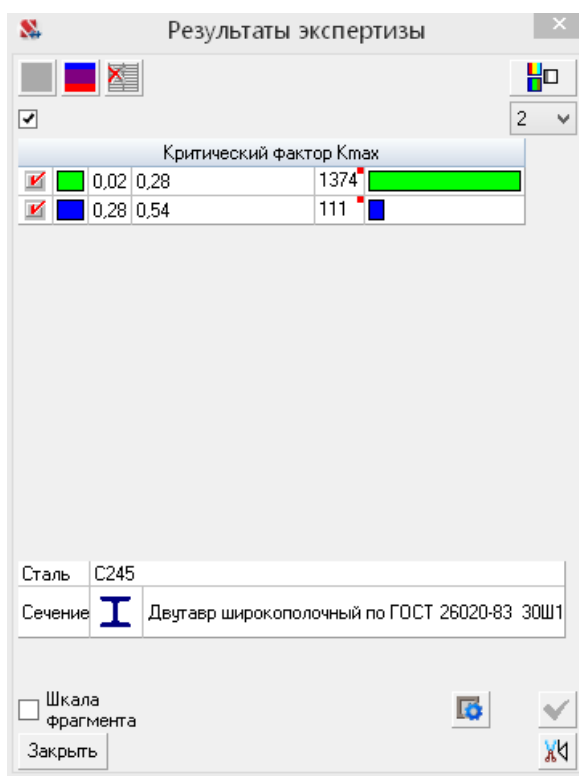 Результаты экспертизы
2
Критический фактор Kmax
0,02 0,28 1374
0,28 0,54 111
Сталь C245
Сечение Двутавр широкополочный по ГОСТ 26020-83 30Ш1
Шкала
фрагмента
Закрыть